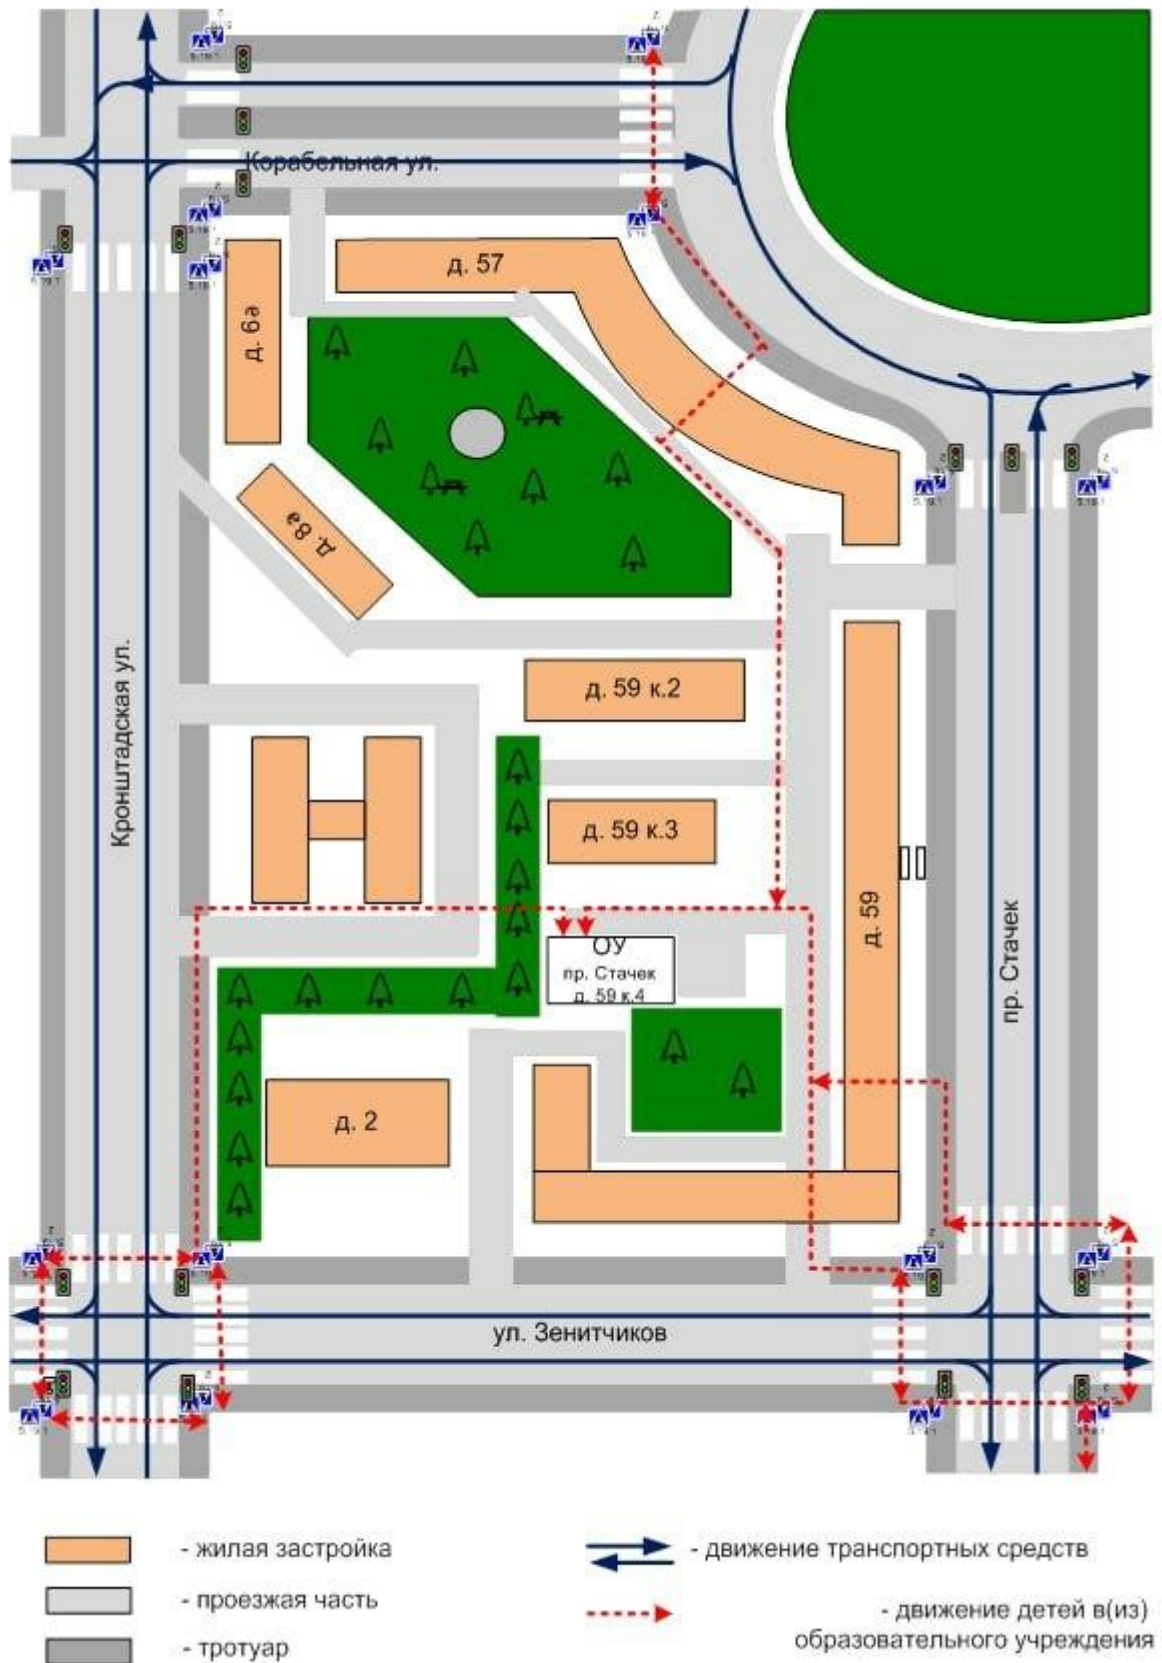 Корабельная ул.
д. 57
д. 6а
д. 8а
Кронштадская ул.
д. 59 к.2
д. 59 к.3
д. 59
пр. Стачек
ОУ
пр. Стачек
д. 59 к.4
д. 2
ул. Зенитчиков
- жилая застройка
- проезжая часть
- тротуар
- движение транспортных средств
- движение детей в(из)
образовательного учреждения